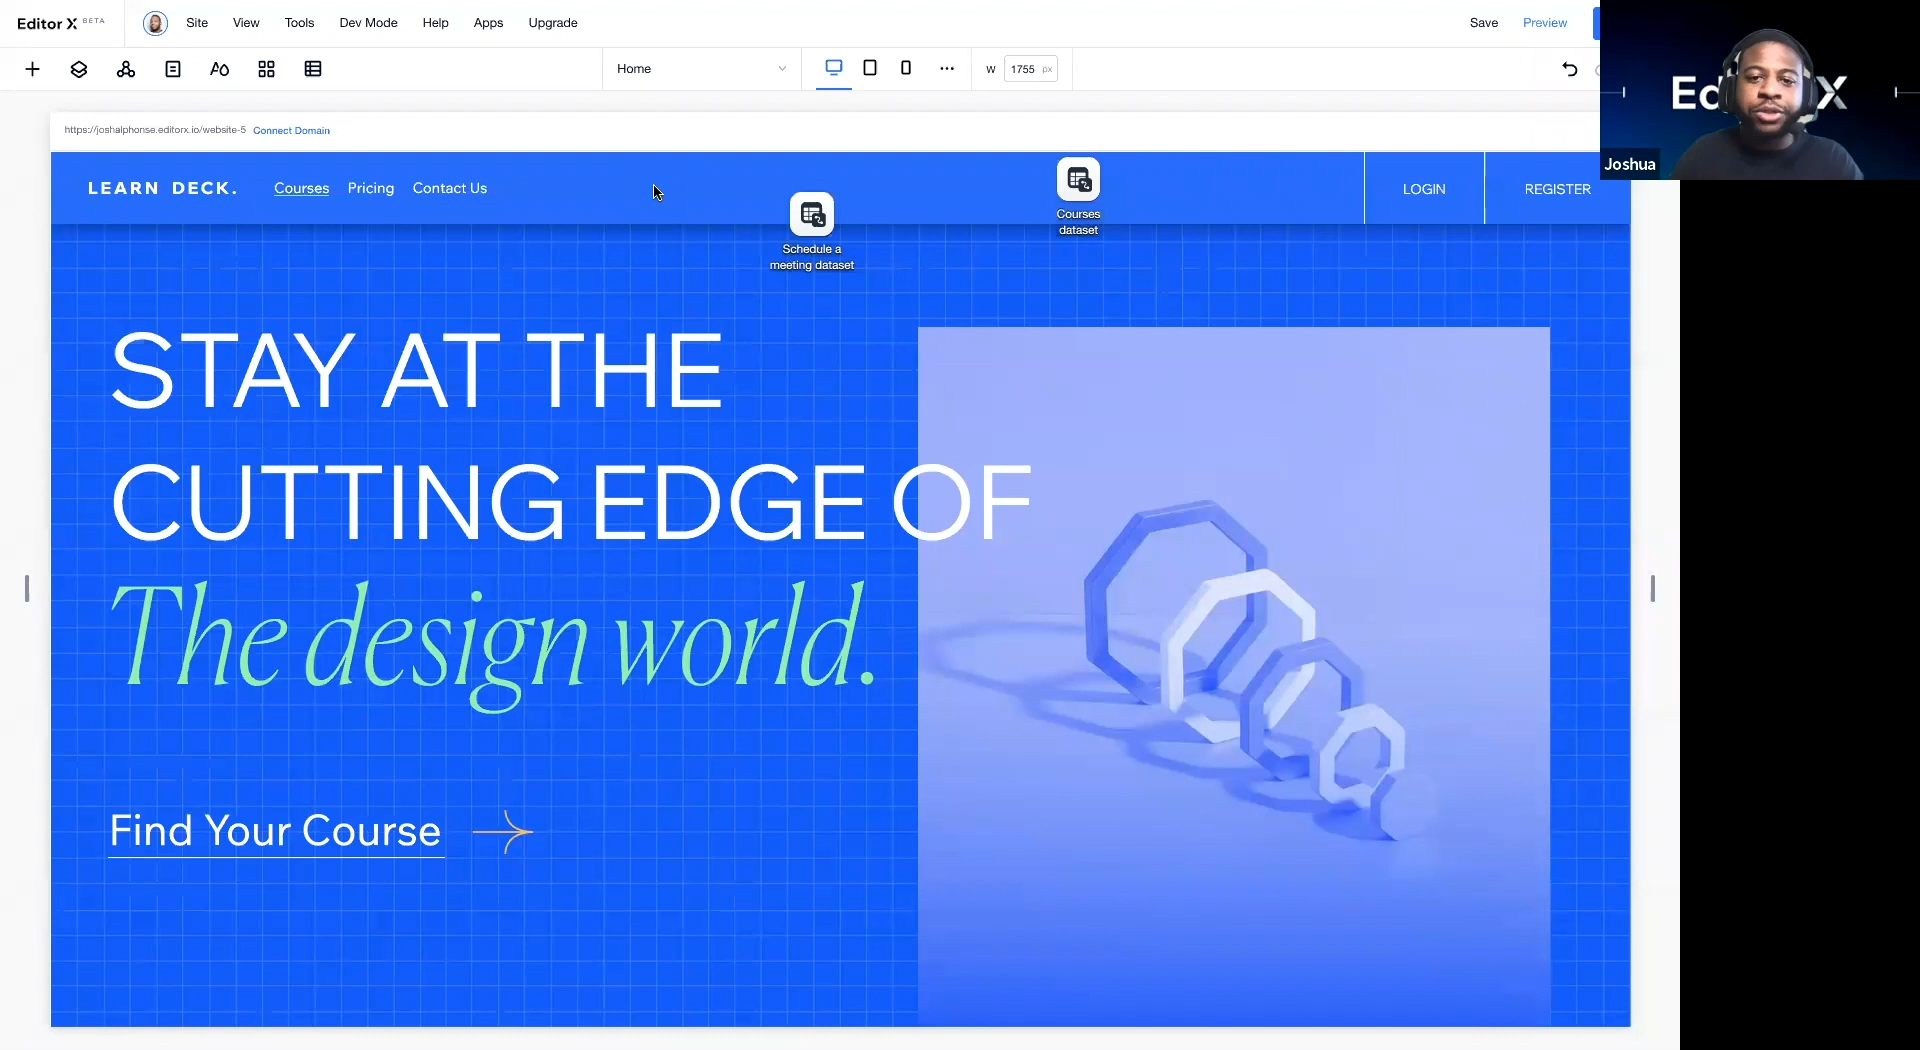 Editor X BETA
Site View Tools Dev Mode Help Apps Upgrade
Save Preview
Home
W 1755 px
Joshua
https://joshalphonse.editorx.io/website-5 Connect Domain
LEARN DECK.
Courses Pricing Contact Us
LOGIN REGISTER
Courses
dataset
Schedule a
meeting dataset
STAY AT THE
CUTTING EDGE OF
The design world.
Find Your Course